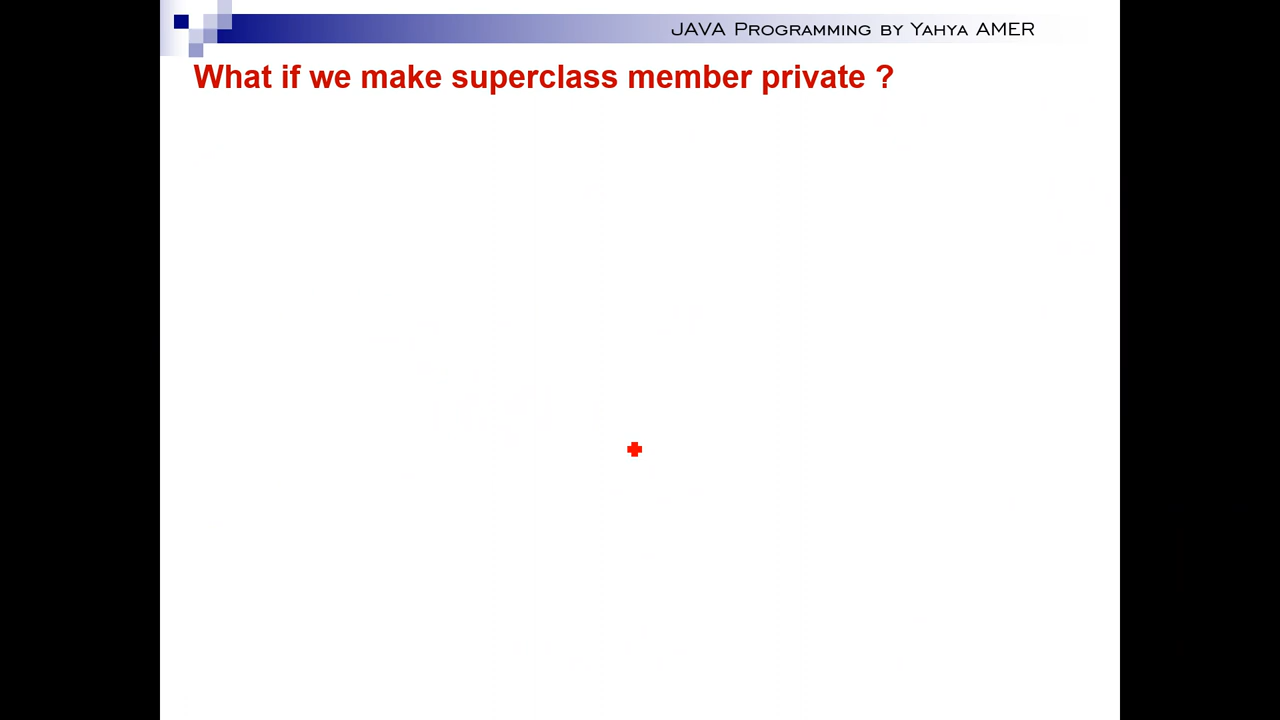 JAVA Programming by Yahya AMER
What if we make superclass member private ?